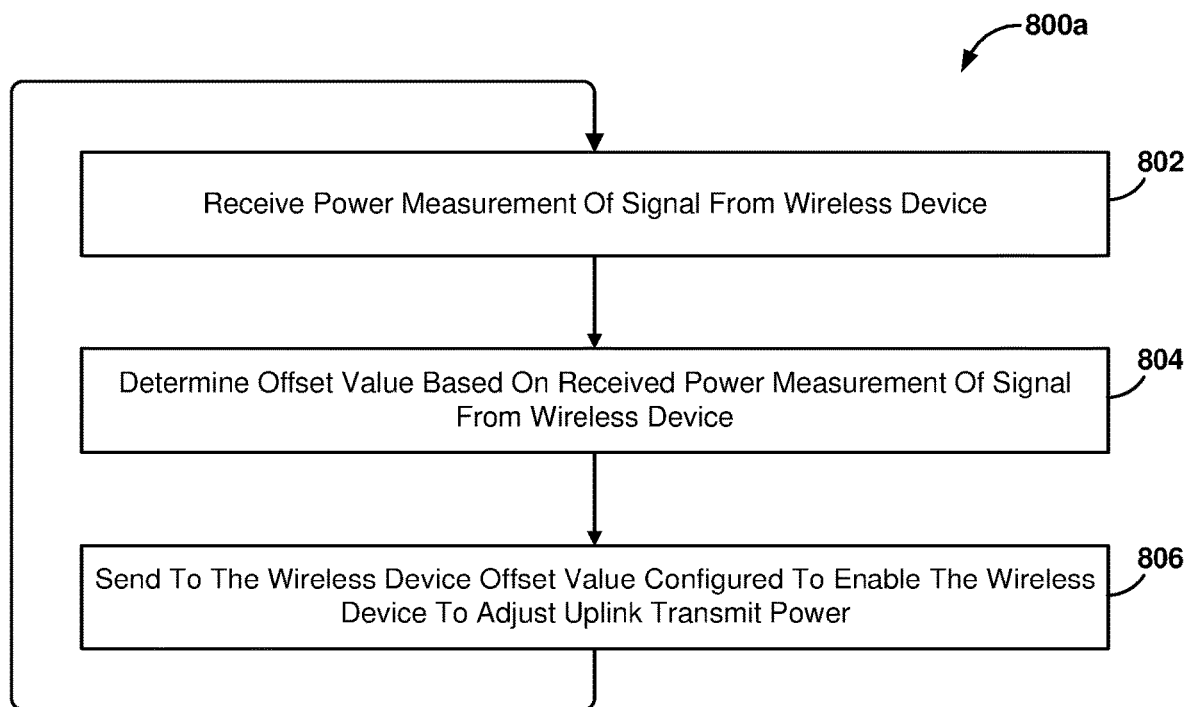 800a
802
Receive Power Measurement Of Signal From Wireless Device
804
Determine Offset Value Based On Received Power Measurement Of Signal
From Wireless Device
806
Send To The Wireless Device Offset Value Configured To Enable The Wireless
Device To Adjust Uplink Transmit Power